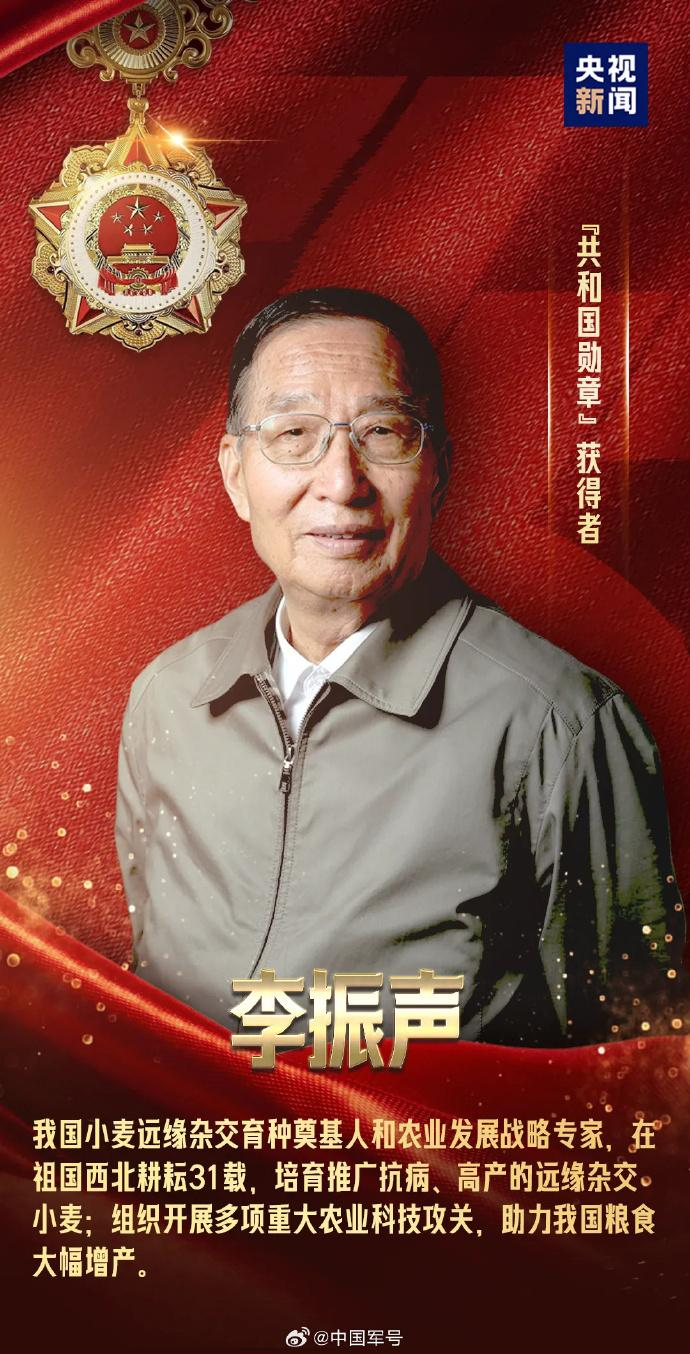 央视
新闻
『共和国勋章』获得者
李振声
我国小麦远缘杂交育种奠基人和农业发展战略专家，在
祖国西北耕耘31载，培育推广抗病、高产的远缘杂交
小麦；组织开展多项重大农业科技攻关，助力我国粮食
大幅增产。
@中国军号